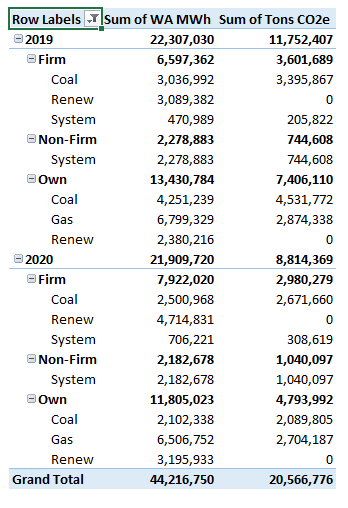 Row Labels Sum of WA MWh Sum of Tons CO2e
2019 22,307,030 11,752,407
Firm 6,597,362 3,601,689
Coal 3,036,992 3,395,867
Renew 3,089,382 0
System 470,989 205,822
Non-Firm 2,278,883 744,608
System 2,278,883 744,608
Own 13,430,784 7,406,110
Coal 4,251,239 4,531,772
Gas 6,799,329 2,874,338
Renew 2,380,216 0
2020 21,909,720 8,814,369
Firm 7,922,020 2,980,279
Coal 2,500,968 2,671,660
Renew 4,714,831 0
System 706,221 308,619
Non-Firm 2,182,678 1,040,097
System 2,182,678 1,040,097
Own 11,805,023 4,793,992
Coal 2,102,338 2,089,805
Gas 6,506,752 2,704,187
Renew 3,195,933 0
Grand Total 44,216,750 20,566,776